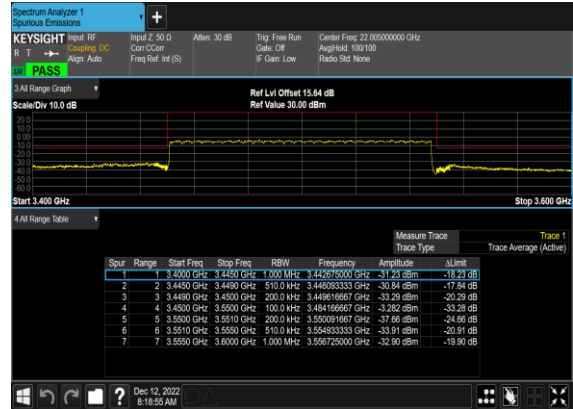 Spectrum Analyzer 1
Spurious Emissions
KEYSIGHT Input: RF Input Z: 50 Ω Atten: 30 dB Trig: Free Run Center Freq: 22.005000000 GHz
R T Coupling: DC Corr CCorr Gate: Off Avg|Hold: 100/100
Align: Auto Freq Ref: Int (S) IF Gain: Low Radio Std: None
PASS
3 All Range Graph Ref Lvl Offset 15.64 dB
Scale/Div 10.0 dB Ref Value 30.00 dBm
20.0
10.0
0.00
-10.0
-20.0
-30.0
-40.0
-50.0
-60.0
Start 3.400 GHz Stop 3.600 GHz
4 All Range Table
Measure Trace Trace 1
Trace Type Trace Average (Active)
Spur Range Start Freq Stop Freq RBW Frequency Amplitude ΔLimit
1 1 3.4000 GHz 3.4450 GHz 1.000 MHz 3.442675000 GHz -31.23 dBm -18.23 dB
2 2 3.4450 GHz 3.4490 GHz 510.0 kHz 3.446093333 GHz -30.84 dBm -17.84 dB
3 3 3.4490 GHz 3.4500 GHz 200.0 kHz 3.449616667 GHz -33.29 dBm -20.29 dB
4 4 3.4500 GHz 3.5500 GHz 100.0 kHz 3.484166667 GHz -3.282 dBm -33.28 dB
5 5 3.5500 GHz 3.5510 GHz 200.0 kHz 3.550091667 GHz -37.66 dBm -24.66 dB
6 6 3.5510 GHz 3.5550 GHz 510.0 kHz 3.554933333 GHz -33.91 dBm -20.91 dB
7 7 3.5550 GHz 3.6000 GHz 1.000 MHz 3.556725000 GHz -32.90 dBm -19.90 dB
? Dec 12, 2022
8:18:55 AM